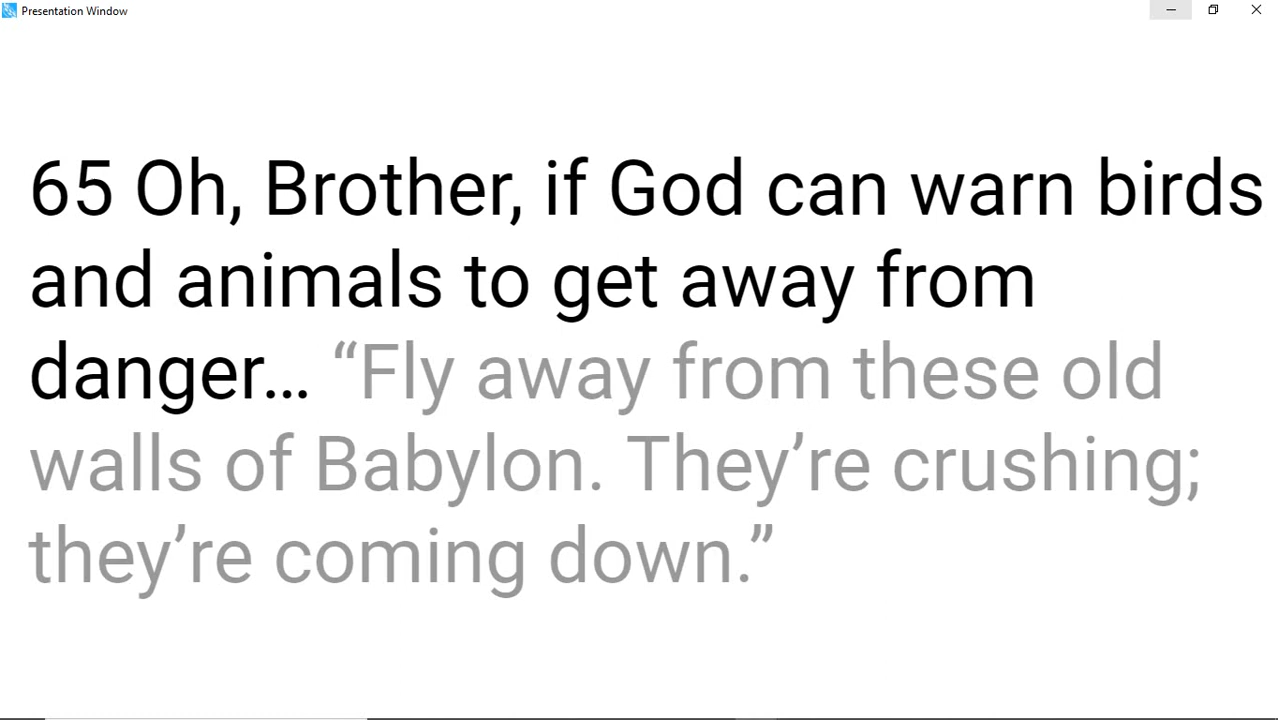 Presentation Window
65 Oh, Brother, if God can warn birds
and animals to get away from
danger… “Fly away from these old
walls of Babylon. They’re crushing;
they’re coming down.”